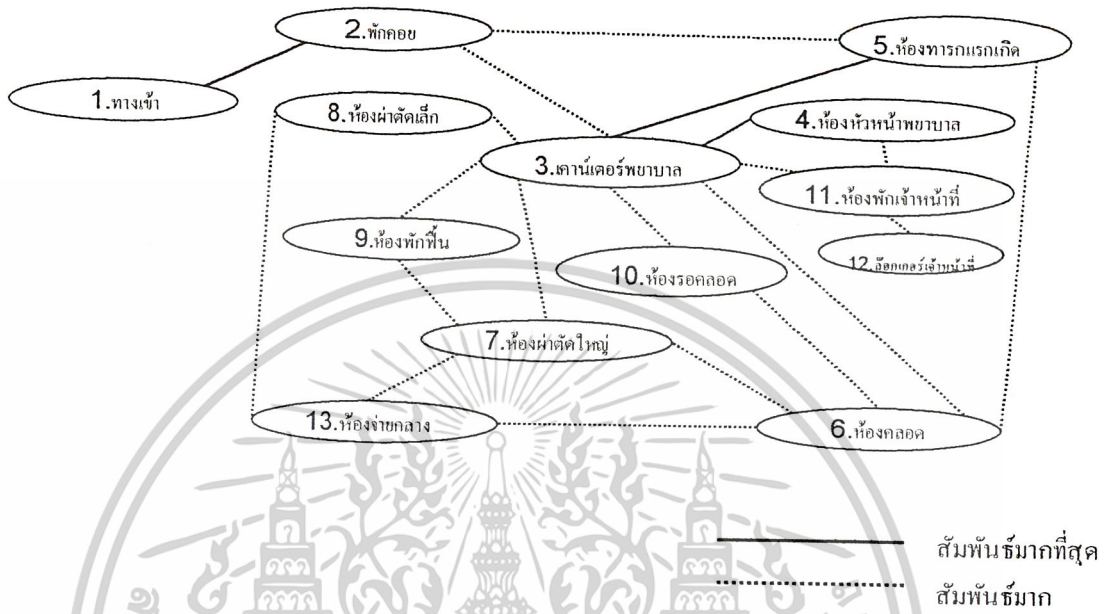 2.พักคอย
5.ห้องทารกแรกเกิด
1.ทางเข้า
8.ห้องผ่าตัดเล็ก
4.ห้องหัวหน้าพยาบาล
3.เคาน์เตอร์พยาบาล
11.ห้องพักเจ้าหน้าที่
9.ห้องพักฟื้น
12.ล๊อกเกอร์เจ้าหน้าที่
10.ห้องรอคลอด
7.ห้องผ่าตัดใหญ่
13.ห้องจ่ายกลาง
6.ห้องคลอด
สัมพันธ์มากที่สุด
สัมพันธ์มาก